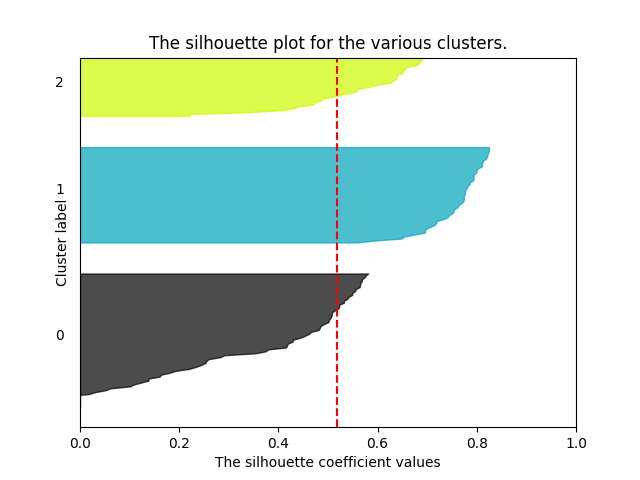 The silhouette plot for the various clusters.
2
1
0
Cluster label
0.0 0.2 0.4 0.6 0.8 1.0
The silhouette coefficient values